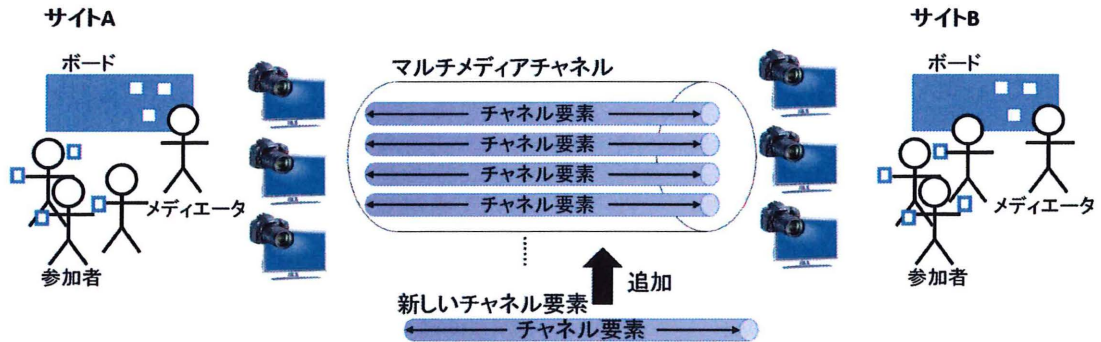 サイトA
サイトB
ボード
マルチメディアチャネル
ボード
チャネル要素
チャネル要素
チャネル要素
チャネル要素
メディエータ
メディエータ
参加者
参加者
追加
新しいチャネル要素
チャネル要素